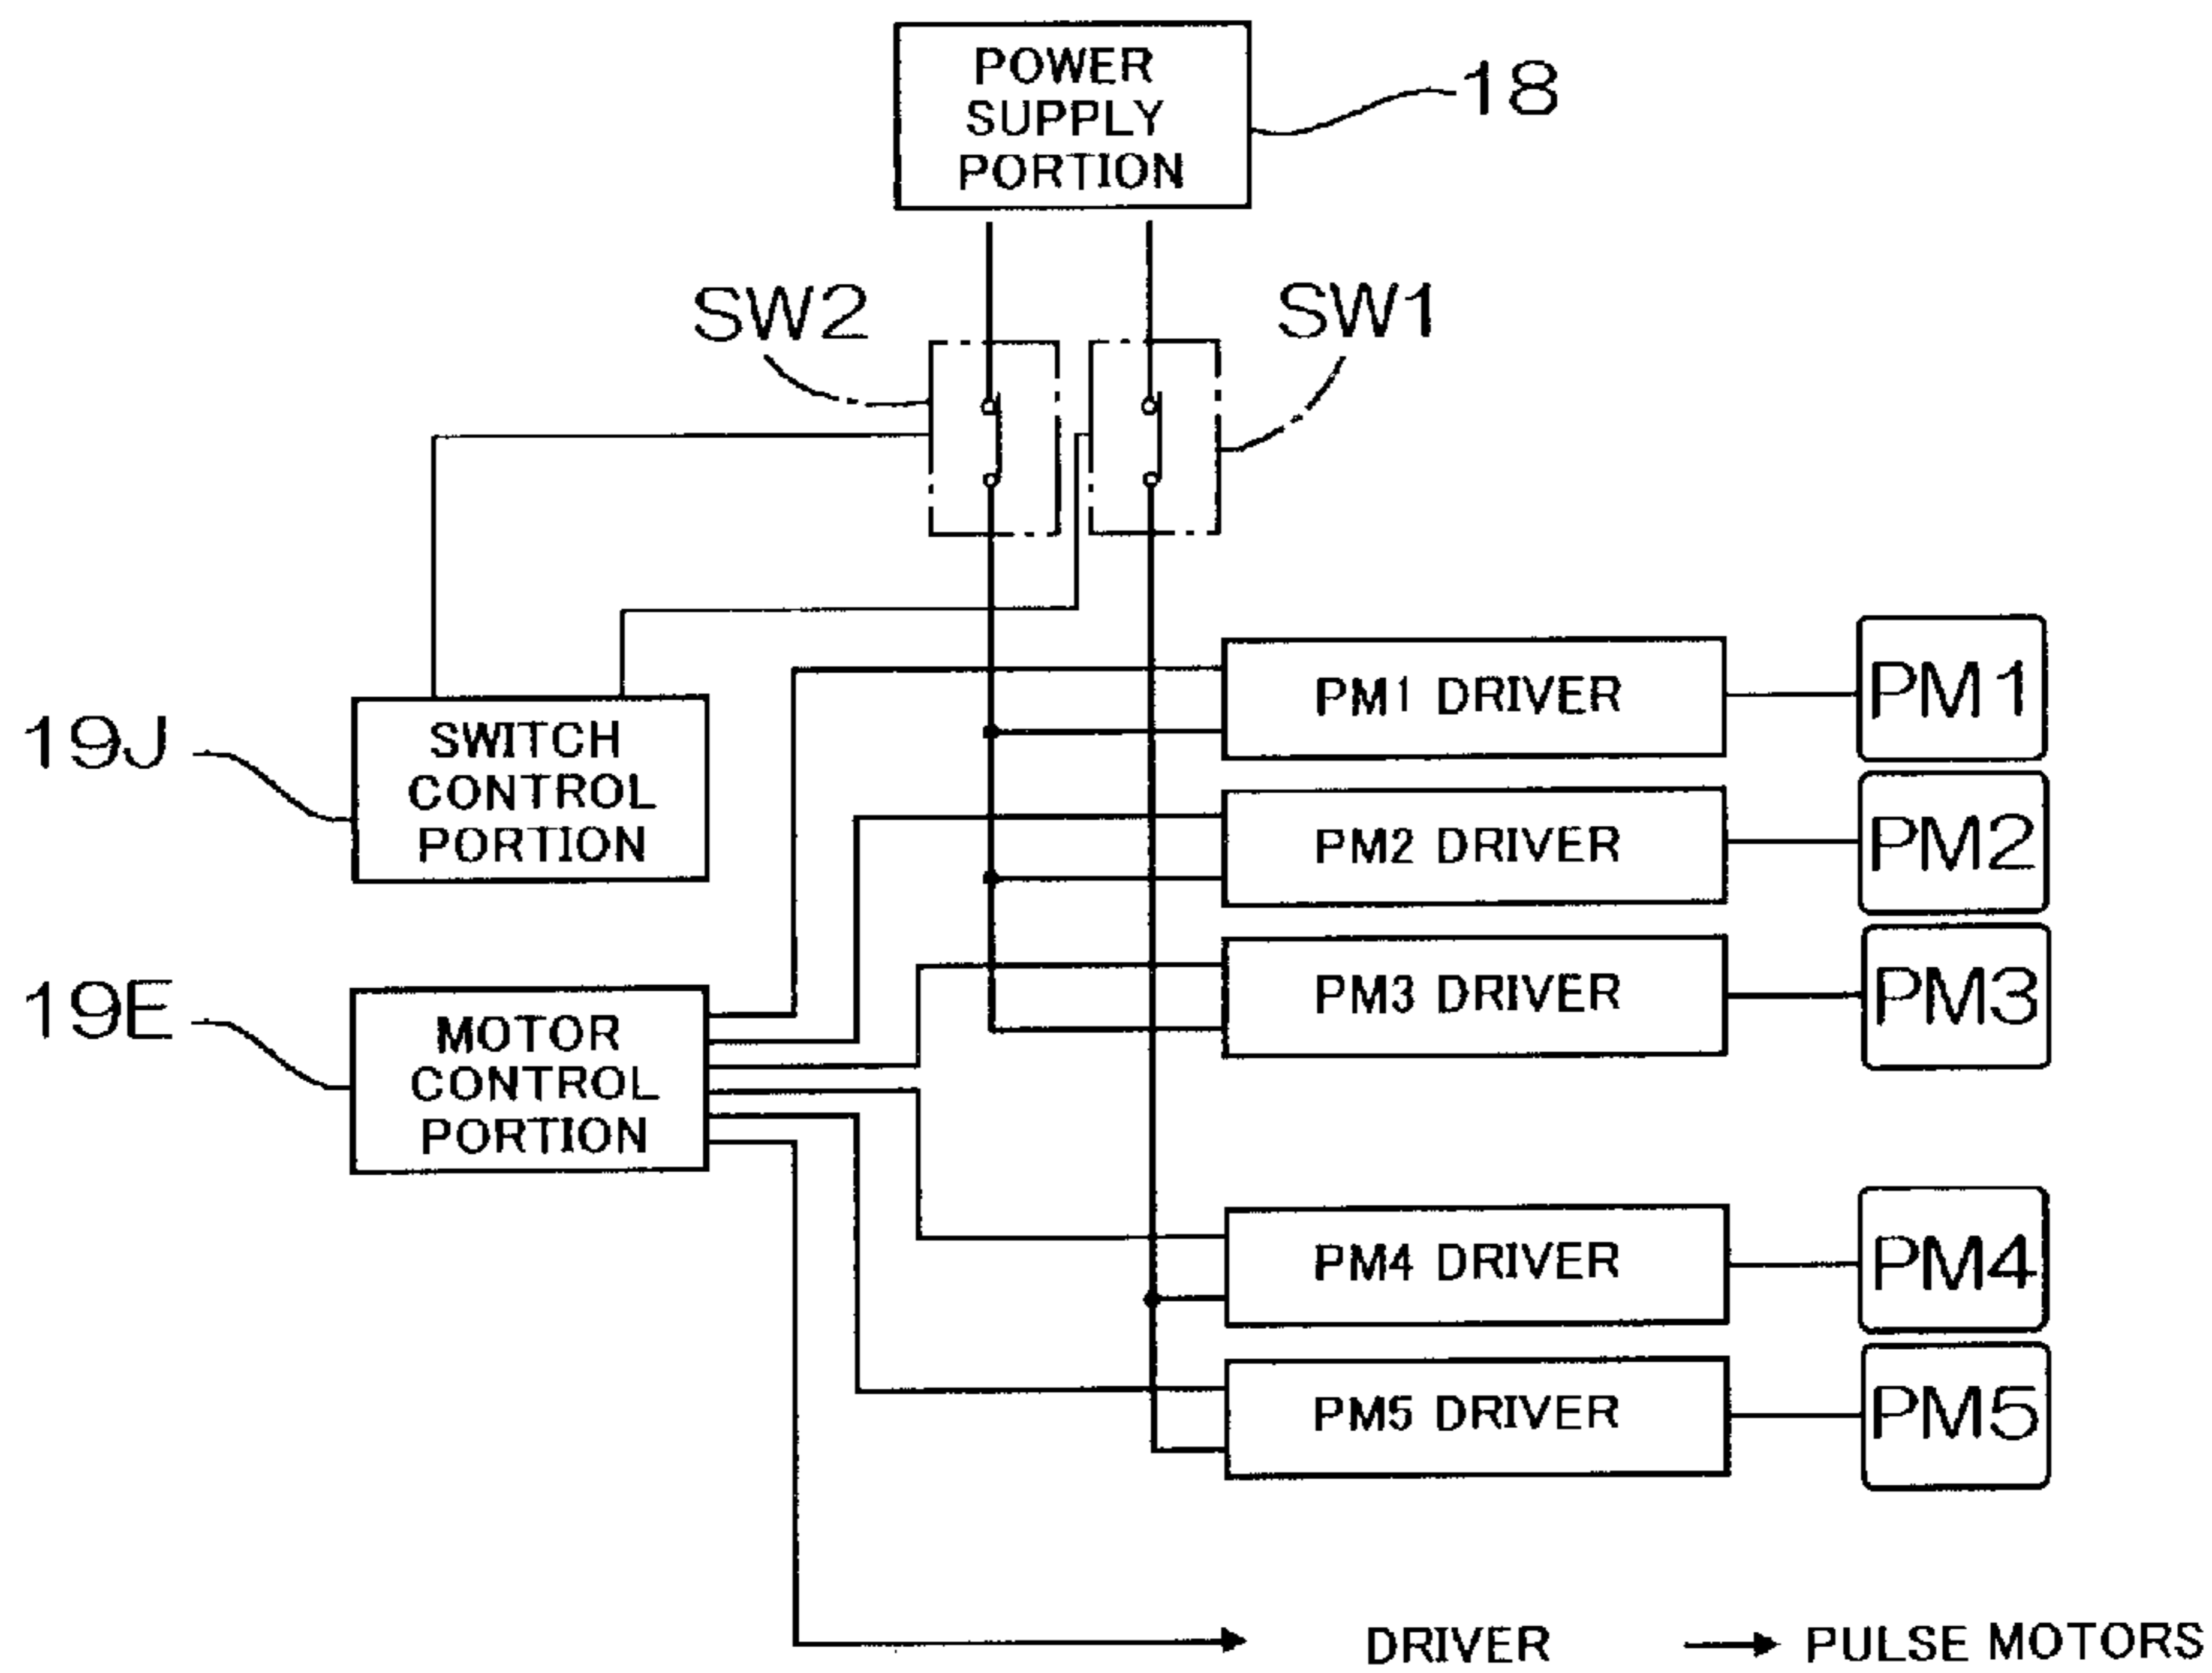 POWER
SUPPLY
PORTION
18
SW2
SW1
PM1 DRIVER
PM1
19J
SWITCH
CONTROL
PORTION
PM2 DRIVER
PM2
PM3 DRIVER
PM3
19E
MOTOR
CONTROL
PORTION
PM4 DRIVER
PM4
PM5 DRIVER
PM5
DRIVER
PULSE MOTORS